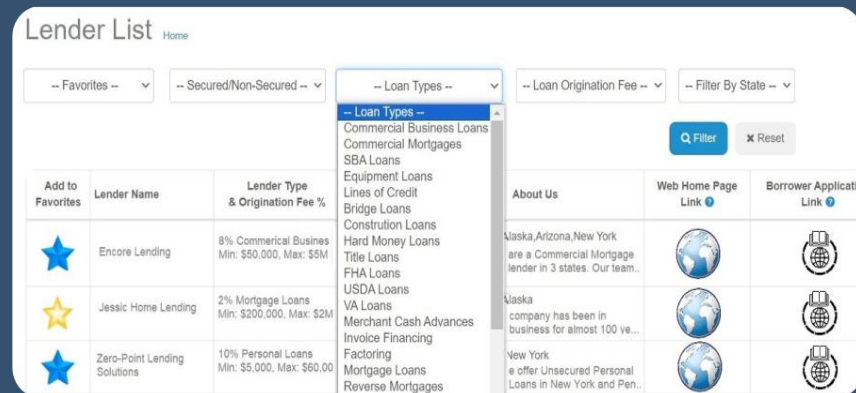 Lender List Home
-- Favorites --
-- Secured/Non-Secured --
-- Loan Types --
-- Loan Origination Fee --
-- Filter By State --
-- Loan Types --
Commercial Business Loans
Commercial Mortgages
SBA Loans
Equipment Loans
Lines of Credit
Bridge Loans
Constrution Loans
Hard Money Loans
Title Loans
FHA Loans
USDA Loans
VA Loans
Merchant Cash Advances
Invoice Financing
Factoring
Mortgage Loans
Reverse Mortgages
Filter
Reset
Add to
Favorites
Lender Name
Lender Type
& Origination Fee %
About Us
Web Home Page
Link
Borrower Applicati
Link
Encore Lending
8% Commerical Busines
Min: $50,000, Max: $5M
Alaska,Arizona,New York
are a Commercial Mortgage
lender in 3 states. Our team..
Jessic Home Lending
2% Mortgage Loans
Min: $200,000, Max: $2M
Alaska
company has been in
business for almost 100 ve...
Zero-Point Lending
Solutions
10% Personal Loans
Min: $5,000, Max: $60,00
New York
e offer Unsecured Personal
Loans in New York and Pen..